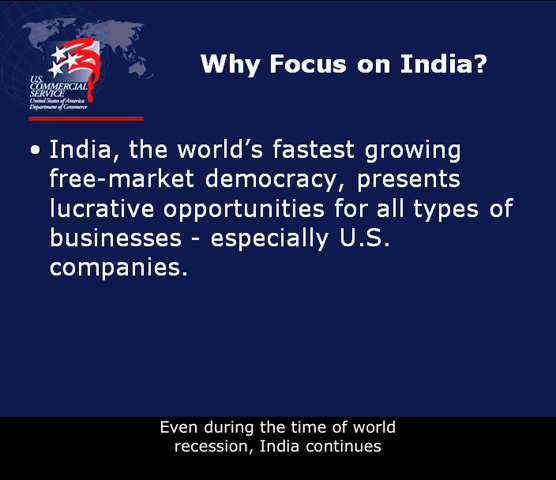 Why Focus on India?
U.S.
COMMERCIAL
SERVICE
United States of America
Department of Commerce
• India, the world’s fastest growing
free-market democracy, presents
lucrative opportunities for all types of
businesses - especially U.S.
companies.
Even during the time of world
recession, India continues